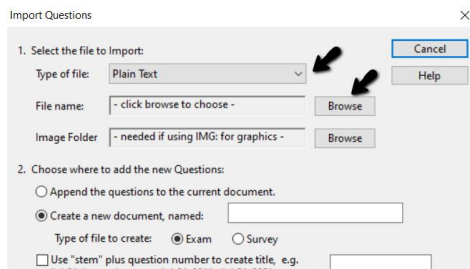 Import Questions
1. Select the file to Import:
Cancel
Type of file: Plain Text
Help
File name: - click browse to choose - Browse
Image Folder - needed if using IMG: for graphics - Browse
2. Choose where to add the new Questions:
Append the questions to the current document.
Create a new document, named:
Type of file to create: Exam Survey
Use "stem" plus question number to create title, e.g.